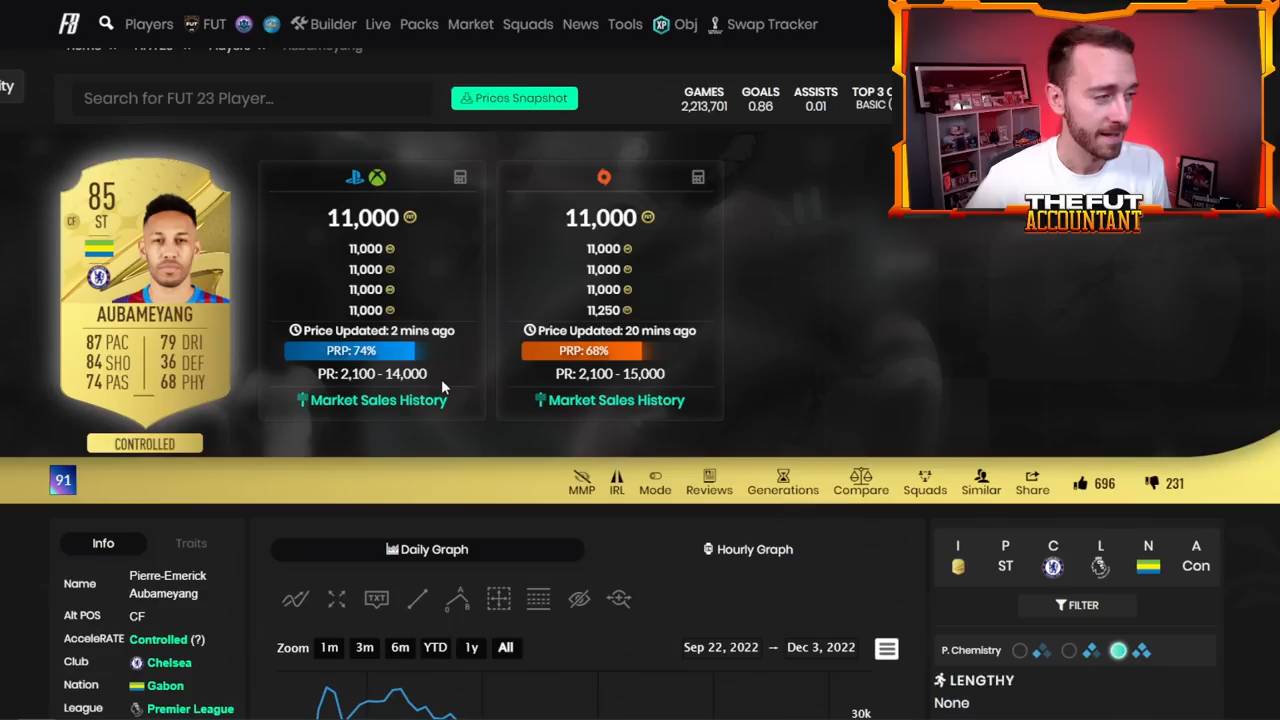 Players FUT Builder Live Packs Market Squads News Tools XP Obj Swap Tracker
Aubameyang
ity
Search for FUT 23 Player...
Prices Snapshot
GAMES GOALS ASSISTS TOP 3 C
2,213,701 0.86 0.01 BASIC (
THEFUT
ACCOUNTANT
85
ST
CF
AUBAMEYANG
87 PAC 79 DRI
84 SHO 36 DEF
74 PAS 68 PHY
CONTROLLED
11,000
11,000
11,000
11,000
11,000
Price Updated: 2 mins ago
PRP: 74%
PR: 2,100 - 14,000
Market Sales History
11,000
11,000
11,000
11,000
11,250
Price Updated: 20 mins ago
PRP: 68%
PR: 2,100 - 15,000
Market Sales History
91
MMP IRL Mode Reviews Generations Compare Squads Similar Share 696 231
Info Traits
Name Pierre-Emerick Aubameyang
Alt POS CF
AcceleRATE Controlled (?)
Club Chelsea
Nation Gabon
League Premier League
Daily Graph Hourly Graph
TXT
Zoom 1m 3m 6m YTD 1y All Sep 22, 2022 → Dec 3, 2022
30k
I P C L N A
ST Con
FILTER
P. Chemistry
LENGTHY
None